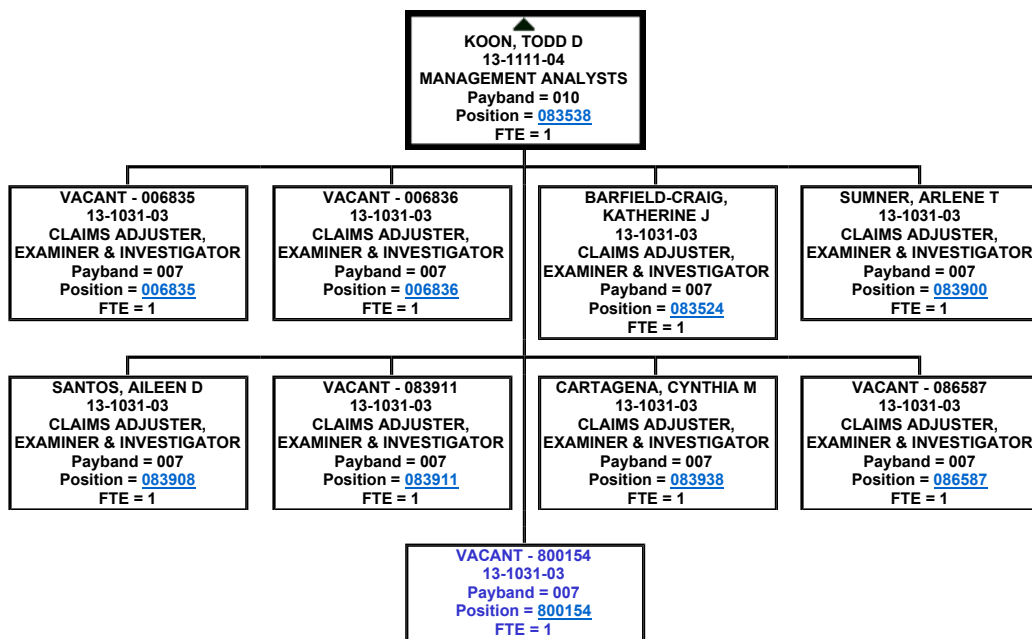 KOON, TODD D
13-1111-04
MANAGEMENT ANALYSTS
Payband = 010
Position = 083538
FTE = 1
VACANT - 006835
13-1031-03
CLAIMS ADJUSTER,
EXAMINER & INVESTIGATOR
Payband = 007
Position = 006835
FTE = 1
VACANT - 006836
13-1031-03
CLAIMS ADJUSTER,
EXAMINER & INVESTIGATOR
Payband = 007
Position = 006836
FTE = 1
BARFIELD-CRAIG,
KATHERINE J
13-1031-03
CLAIMS ADJUSTER,
EXAMINER & INVESTIGATOR
Payband = 007
Position = 083524
FTE = 1
SUMNER, ARLENE T
13-1031-03
CLAIMS ADJUSTER,
EXAMINER & INVESTIGATOR
Payband = 007
Position = 083900
FTE = 1
SANTOS, AILEEN D
13-1031-03
CLAIMS ADJUSTER,
EXAMINER & INVESTIGATOR
Payband = 007
Position = 083908
FTE = 1
VACANT - 083911
13-1031-03
CLAIMS ADJUSTER,
EXAMINER & INVESTIGATOR
Payband = 007
Position = 083911
FTE = 1
CARTAGENA, CYNTHIA M
13-1031-03
CLAIMS ADJUSTER,
EXAMINER & INVESTIGATOR
Payband = 007
Position = 083938
FTE = 1
VACANT - 086587
13-1031-03
CLAIMS ADJUSTER,
EXAMINER & INVESTIGATOR
Payband = 007
Position = 086587
FTE = 1
VACANT - 800154
13-1031-03
Payband = 007
Position = 800154
FTE = 1